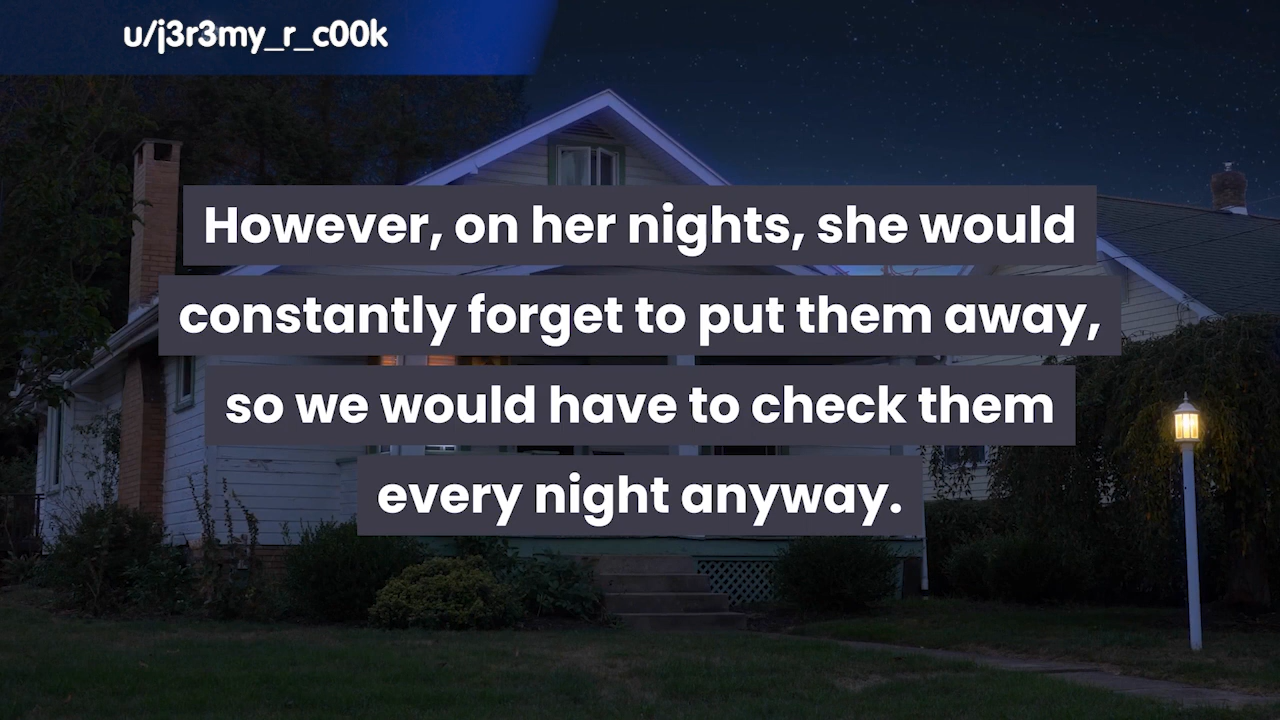 u/j3r3my_r_c00k
However, on her nights, she would
constantly forget to put them away,
so we would have to check them
every night anyway.